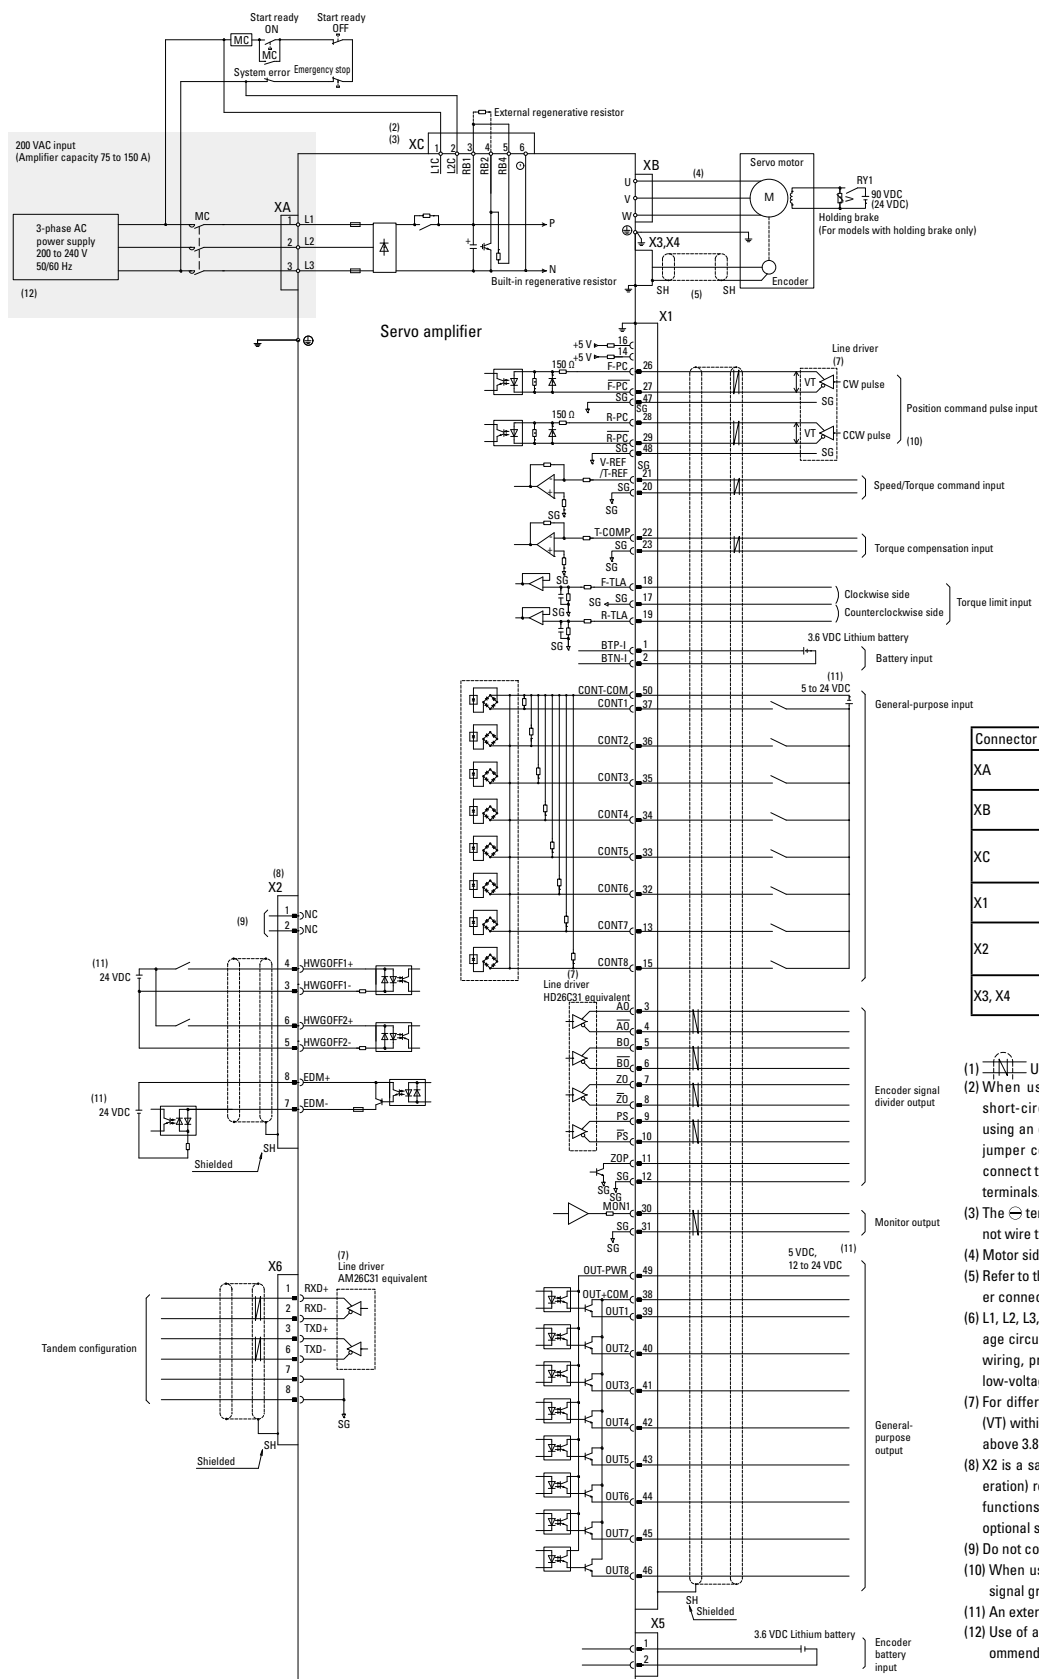 Start ready
ON
Start ready
OFF
MC
MC
System error
Emergency stop
External regenerative resistor
(2)
(3)
XC
1 2 3 4 5 6
L1C
L2C
RB1
RB2
RB4
200 VAC input
(Amplifier capacity 75 to 150 A)
3-phase AC
power supply
200 to 240 V
50/60 Hz
(12)
MC
XA
1 L1
2 L2
3 L3
P
N
Built-in regenerative resistor
Servo amplifier
XB
U
V
W
(4)
Servo motor
M
RY1
90 VDC
(24 VDC)
Holding brake
(For models with holding brake only)
X3,X4
SH
(5)
SH
Encoder
X1
+5 V 16
+5 V 14
150 Ω
F-PC 26
F-PC 27
SG 47
SG
150 Ω
R-PC 28
R-PC 29
SG 48
SG
Line driver
(7)
VT
CW pulse
SG
VT
CCW pulse
SG
Position command pulse input
(10)
V-REF
/T-REF 21
SG 20
SG
SG
Speed/Torque command input
T-COMP 22
SG 23
SG
SG
Torque compensation input
F-TLA 18
SG SG 17
R-TLA 19
SG
SG
Clockwise side
Counterclockwise side
Torque limit input
BTP-I 1
BTN-I 2
3.6 VDC Lithium battery
Battery input
CONT-COM 50
CONT1 37
CONT2 36
CONT3 35
CONT4 34
CONT5 33
CONT6 32
CONT7 13
CONT8 15
(11)
5 to 24 VDC
General-purpose input
(7)
Line driver
HD26C31 equivalent
AO 3
AO 4
BO 5
BO 6
ZO 7
ZO 8
PS 9
PS 10
ZOP 11
SG 12
SG
SG
Encoder signal
divider output
MON1 30
SG 31
SG
Monitor output
5 VDC,
12 to 24 VDC
(11)
OUT-PWR 49
OUT+COM 38
OUT1 39
OUT2 40
OUT3 41
OUT4 42
OUT5 43
OUT6 44
OUT7 45
OUT8 46
General-
purpose
output
SH
Shielded
X5
1
2
3.6 VDC Lithium battery
Encoder
battery
input
(8)
X2
(9)
1 NC
2 NC
(11)
24 VDC
4 HWGOFF1+
3 HWGOFF1-
6 HWGOFF2+
5 HWGOFF2-
(11)
24 VDC
8 EDM+
7 EDM-
SH
Shielded
X6
(7)
Line driver
AM26C31 equivalent
1 RXD+
2 RXD-
3 TXD+
6 TXD-
7
8
SG
Tandem configuration
SH
Shielded
Connector
XA
XB
XC
X1
X2
X3, X4
(1) U
(2) When us
short-circ
using an
jumper c
connect t
terminals.
(3) The ⊖ ter
not wire t
(4) Motor sid
(5) Refer to th
er connec
(6) L1, L2, L3,
age circu
wiring, pr
low-voltag
(7) For differ
(VT) withi
above 3.8
(8) X2 is a sa
eration) r
functions
optional s
(9) Do not co
(10) When us
signal gr
(11) An exter
(12) Use of a
ommend